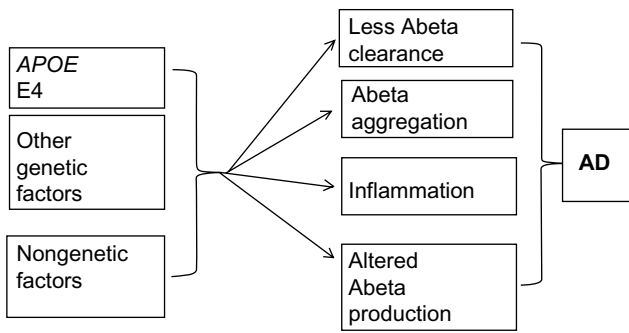 APOE
E4
Other
genetic
factors
Nongenetic
factors
Less Abeta
clearance
Abeta
aggregation
Inflammation
Altered
Abeta
production
AD